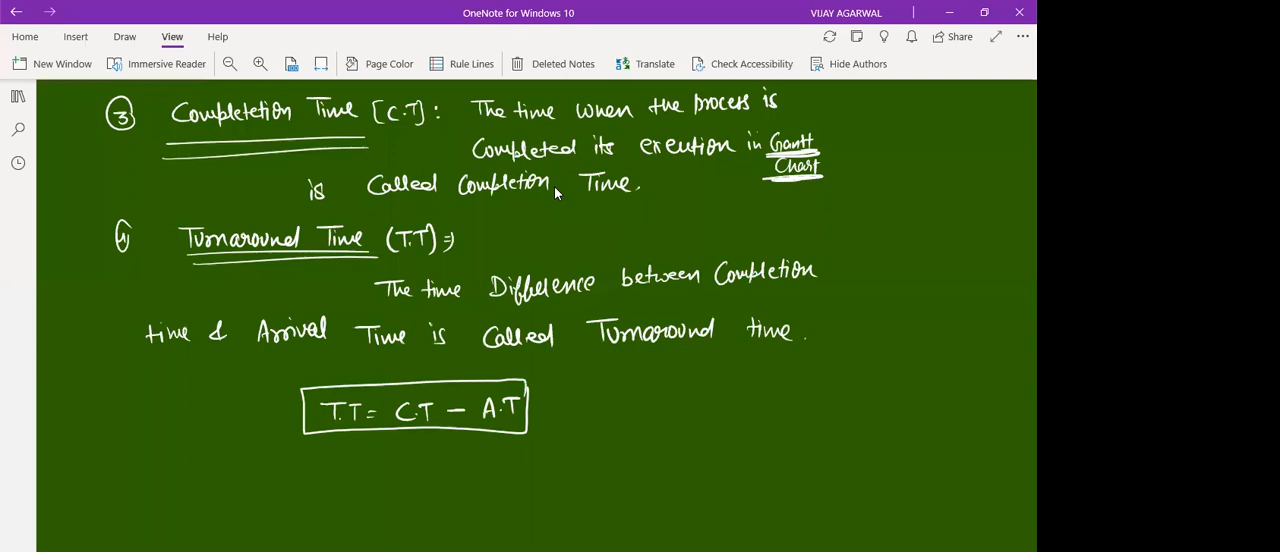 OneNote for Windows 10
VIJAY AGARWAL
Home Insert Draw View Help
Share
New Window Immersive Reader Page Color Rule Lines Deleted Notes Translate Check Accessibility Hide Authors
③ Completetion Time [C.T] : The time when the process is
Completed its exeution in Gantt
Chart
is Called Completion Time.
4 Turnaround Time (T.T) ⇒
The time Difference between Completion
time & Arrival Time is Called Turnaround time.
T.T = C.T - A.T